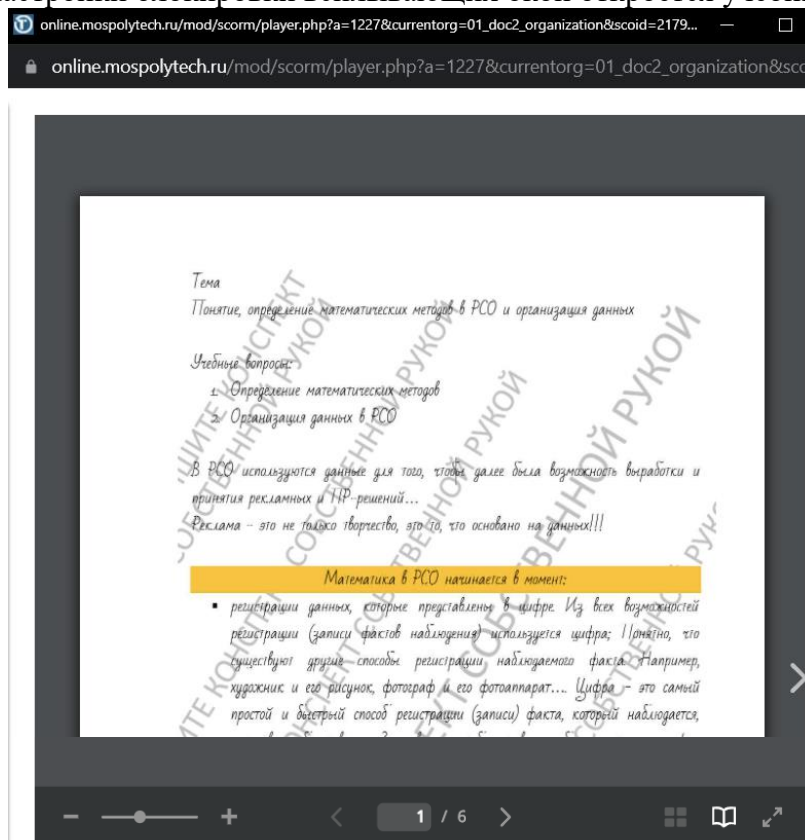 online.mospolytech.ru/mod/scorm/player.php?a=1227&currentorg=01_doc2_organization&scoid=2179...
online.mospolytech.ru/mod/scorm/player.php?a=1227&currentorg=01_doc2_organization&sco
Тема
Понятие, определение математических методов в РСО и организация данных
Учебные вопросы:
1. Определение математических методов
2. Организация данных в РСО
В РСО используются данные для того, чтобы далее была возможность выработки и
принятия рекламных и ПР-решений...
Реклама – это не только творчество, это то, что основано на данных!!!
Математика в РСО начинается в момент:
▪ регистрации данных, которые представлены в цифре. Из всех возможностей
регистрации (записи фактов наблюдения) используется цифра; Понятно, что
существуют другие способы регистрации наблюдаемого факта. Например,
художник и его рисунок, фотограф и его фотоаппарат.... Цифра – это самый
простой и быстрый способ регистрации (записи) факта, который наблюдается,
1 / 6